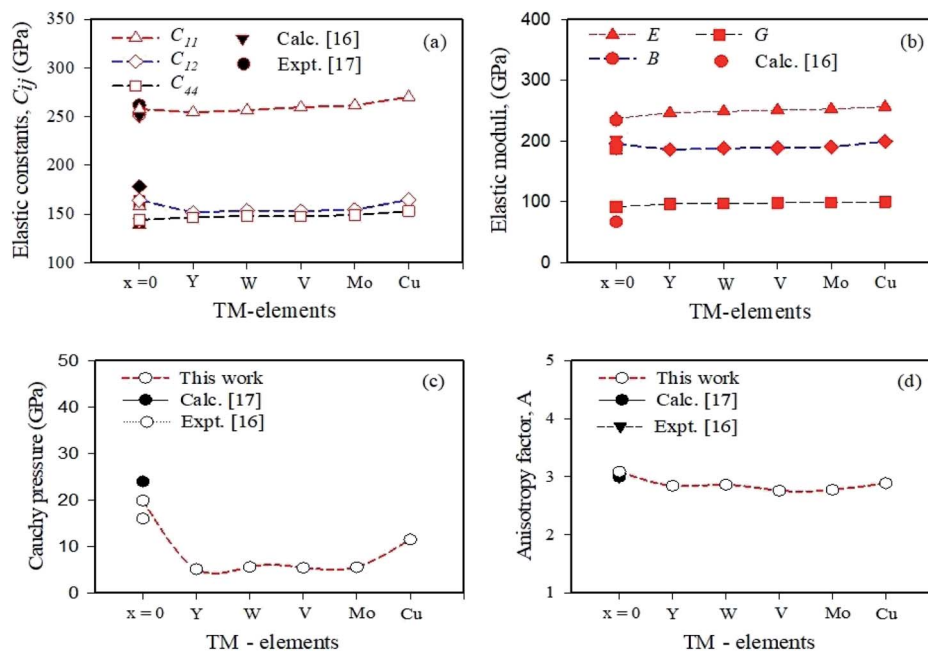 350
300
250
200
150
100
Elastic constants, Cij (GPa)
C11
C12
C44
Calc. [16]
Expt. [17]
(a)
x =0 Y W V Mo Cu
TM-elements
400
300
200
100
0
Elastic moduli, (GPa)
E
B
G
Calc. [16]
(b)
x =0 Y W V Mo Cu
TM-elements
50
40
30
20
10
0
Cauchy pressure (GPa)
This work
Calc. [17]
Expt. [16]
(c)
x = 0 Y W V Mo Cu
TM - elements
5
4
3
2
1
Anisotropy factor, A
This work
Calc. [17]
Expt. [16]
(d)
x = 0 Y W V Mo Cu
TM - elements